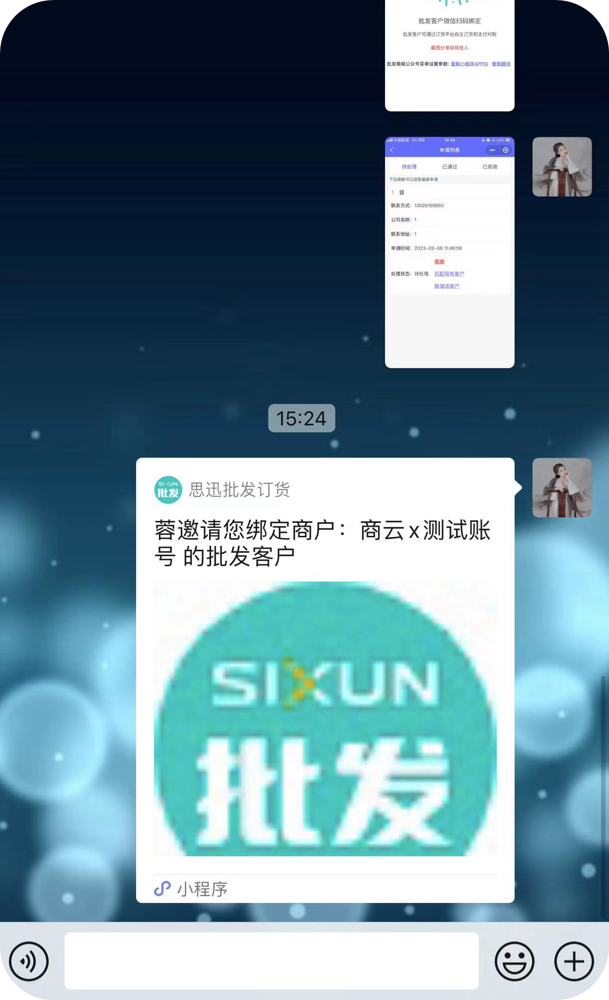 批发客户微信扫码绑定
批发客户可通过订货平台自主订货和支付对账
截图分享给其他人
批发商城公众号菜单设置参数: 复制小程序APPID 复制路径
中国联通 4G 14:34 53%
申请列表
待处理 已通过 已拒绝
下拉刷新可以获取最新申请
1、蓉
联系方式: 13026168883
公司名称: 1
联系地址: 1
申请时间: 2023-02-08 11:48:59
拒绝
处理状态: 待处理 匹配现有客户
新增该客户
15:24
SIXUN
批发
思迅批发订货
蓉邀请您绑定商户：商云x测试账
号 的批发客户
SIXUN
批发
小程序